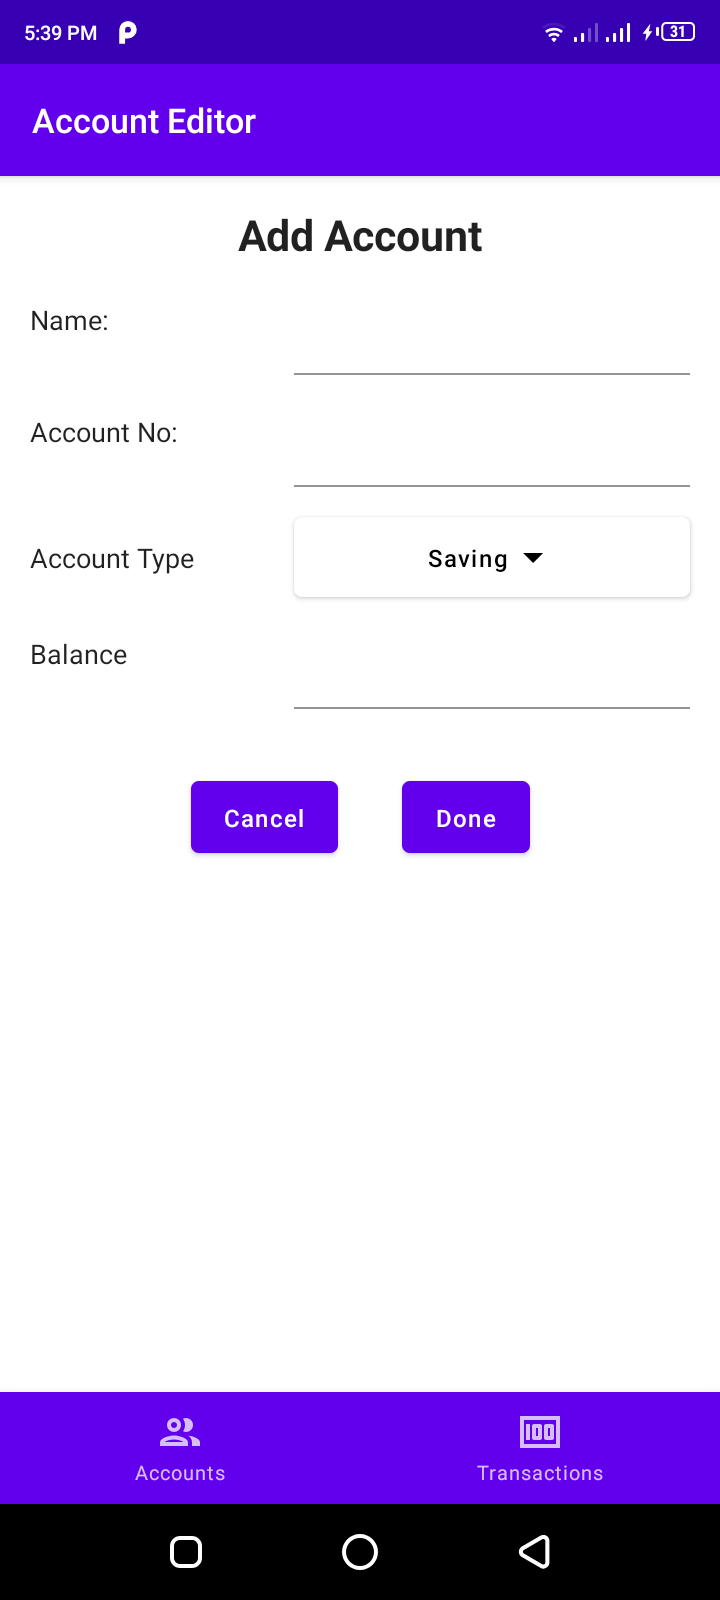 5:39 PM
31
Account Editor
Add Account
Name:
Account No:
Account Type
Saving
Balance
Cancel
Done
100
Accounts
Transactions